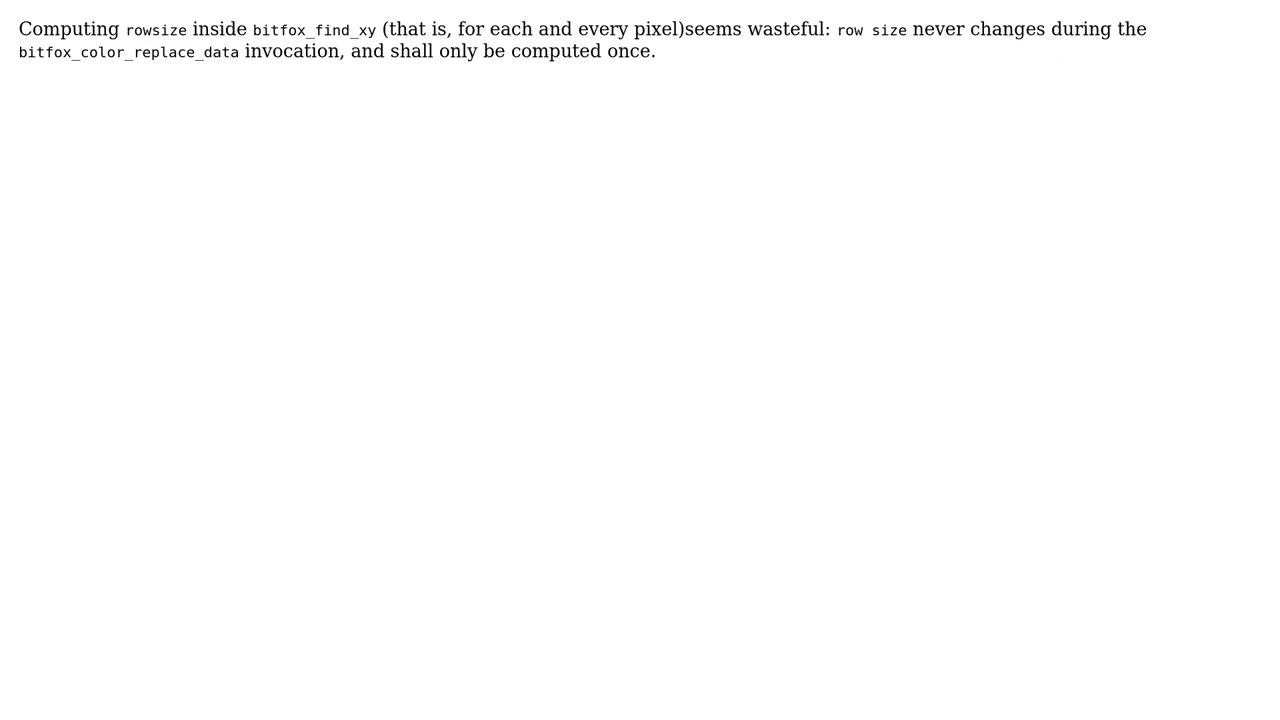 Computing rowsize inside bitfox_find_xy (that is, for each and every pixel)seems wasteful: row size never changes during the
bitfox_color_replace_data invocation, and shall only be computed once.